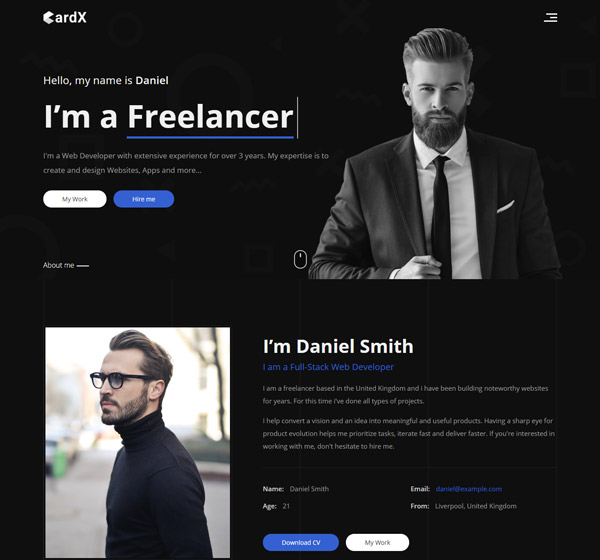 CardX
Hello, my name is Daniel
I'm a Freelancer
I'm a Web Developer with extensive experience for over 3 years. My expertise is to
create and design Websites, Apps and more...
My Work
Hire me
About me
I'm Daniel Smith
I am a Full-Stack Web Developer
I am a freelancer based in the United Kingdom and i have been building noteworthy websites
for years. For this time i've done all types of projects.
I help convert a vision and an idea into meaningful and useful products. Having a sharp eye for
product evolution helps me prioritize tasks, iterate fast and deliver faster. If you're interested in
working with me, don't hesitate to hire me.
Name: Daniel Smith
Email: daniel@example.com
Age: 21
From: Liverpool, United Kingdom
Download CV
My Work